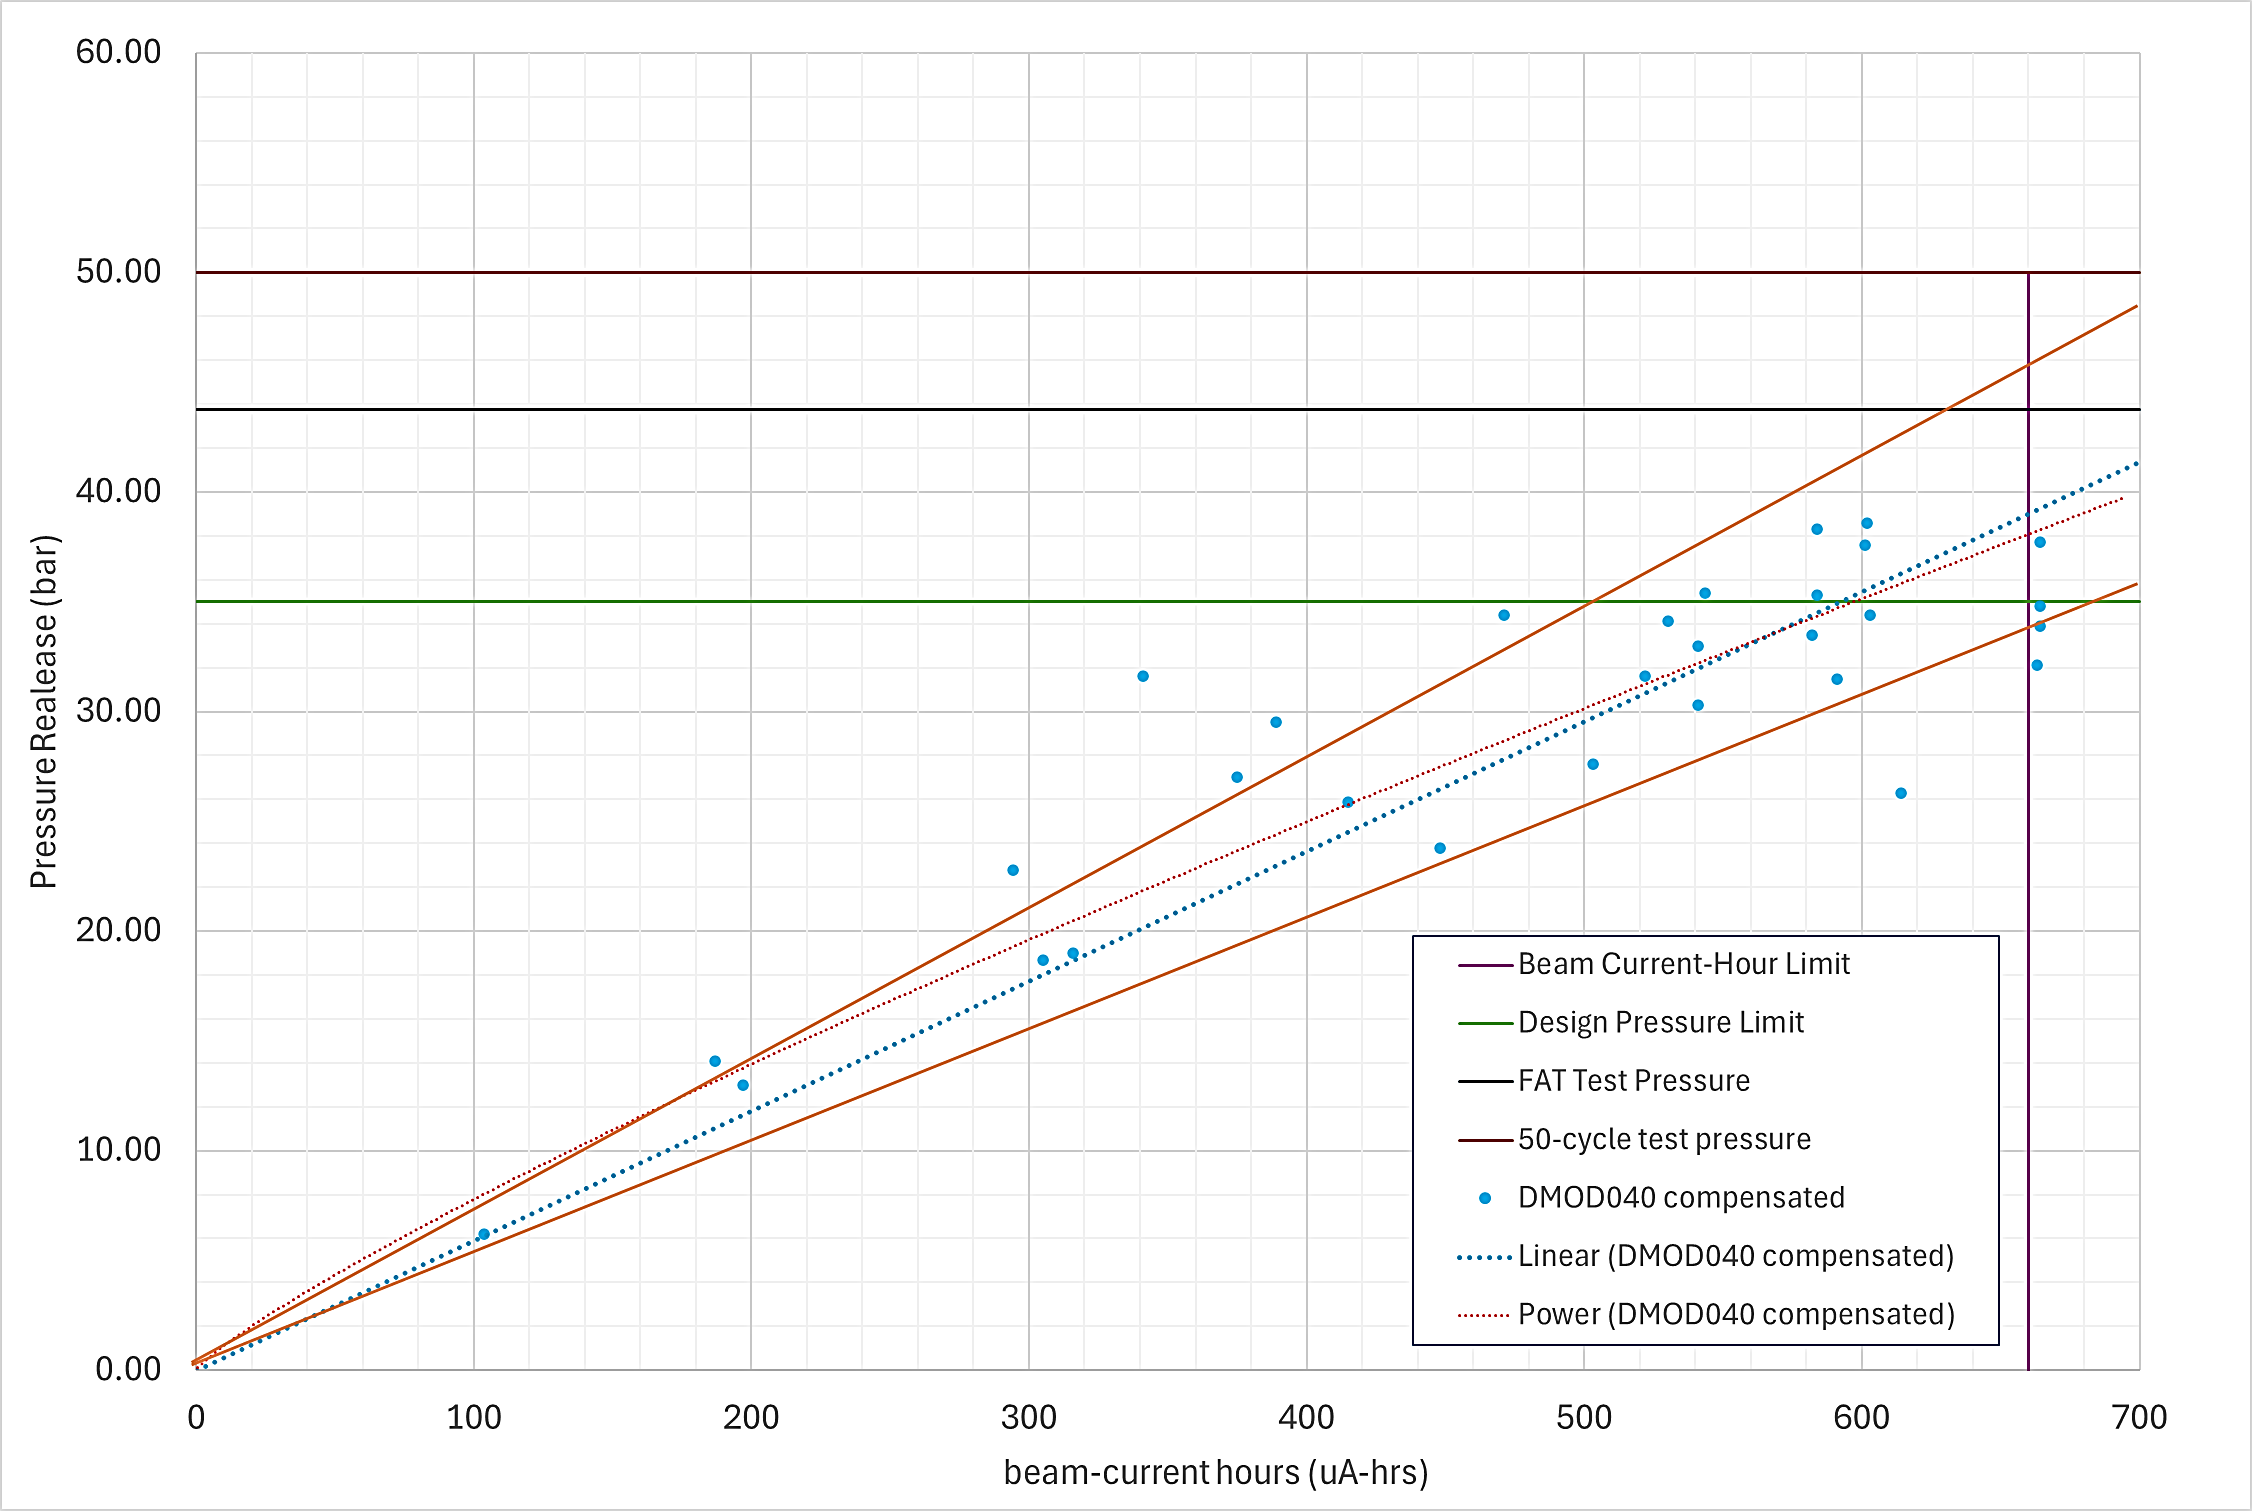 60.00
50.00
40.00
30.00
20.00
10.00
0.00
Pressure Realease (bar)
0 100 200 300 400 500 600 700
beam-current hours (uA-hrs)
Beam Current-Hour Limit
Design Pressure Limit
FAT Test Pressure
50-cycle test pressure
DMOD040 compensated
Linear (DMOD040 compensated)
Power (DMOD040 compensated)